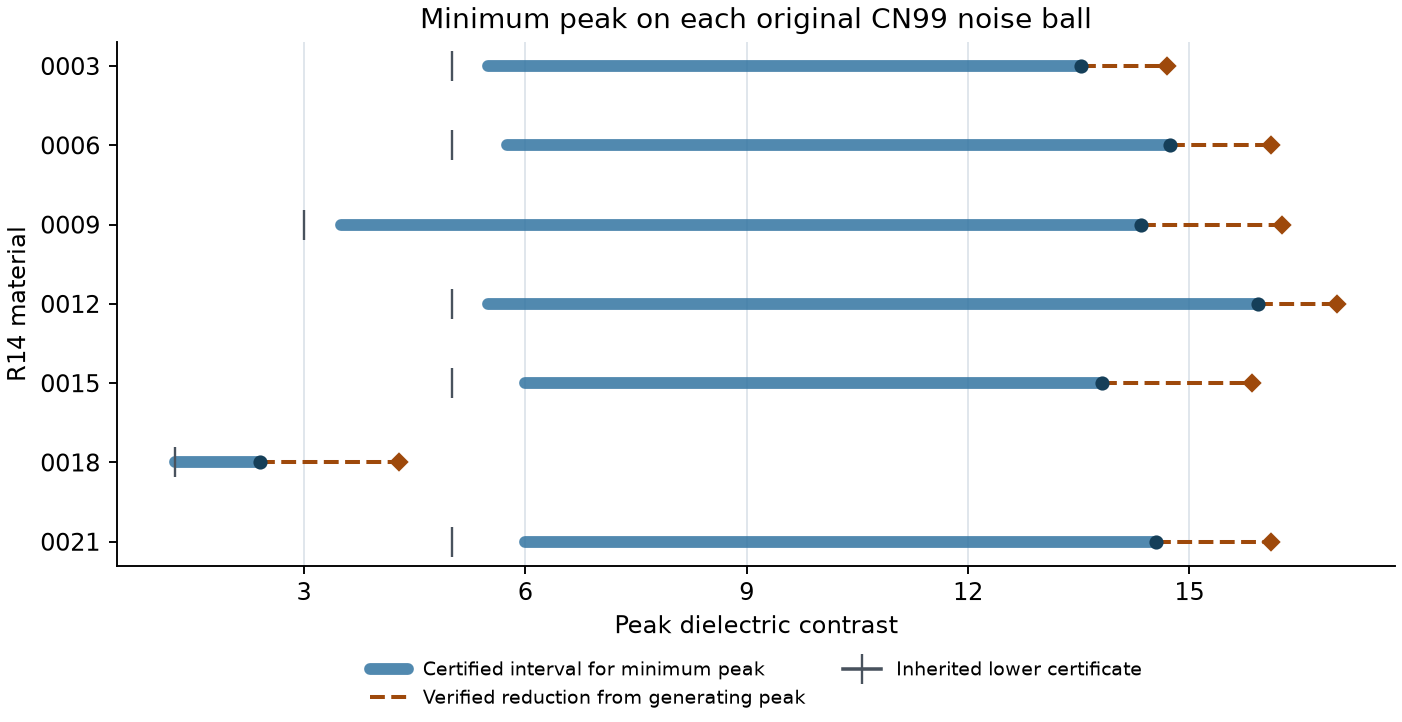 Minimum peak on each original CN99 noise ball
R14 material
0003
0006
0009
0012
0015
0018
0021
3 6 9 12 15
Peak dielectric contrast
Certified interval for minimum peak
Verified reduction from generating peak
Inherited lower certificate